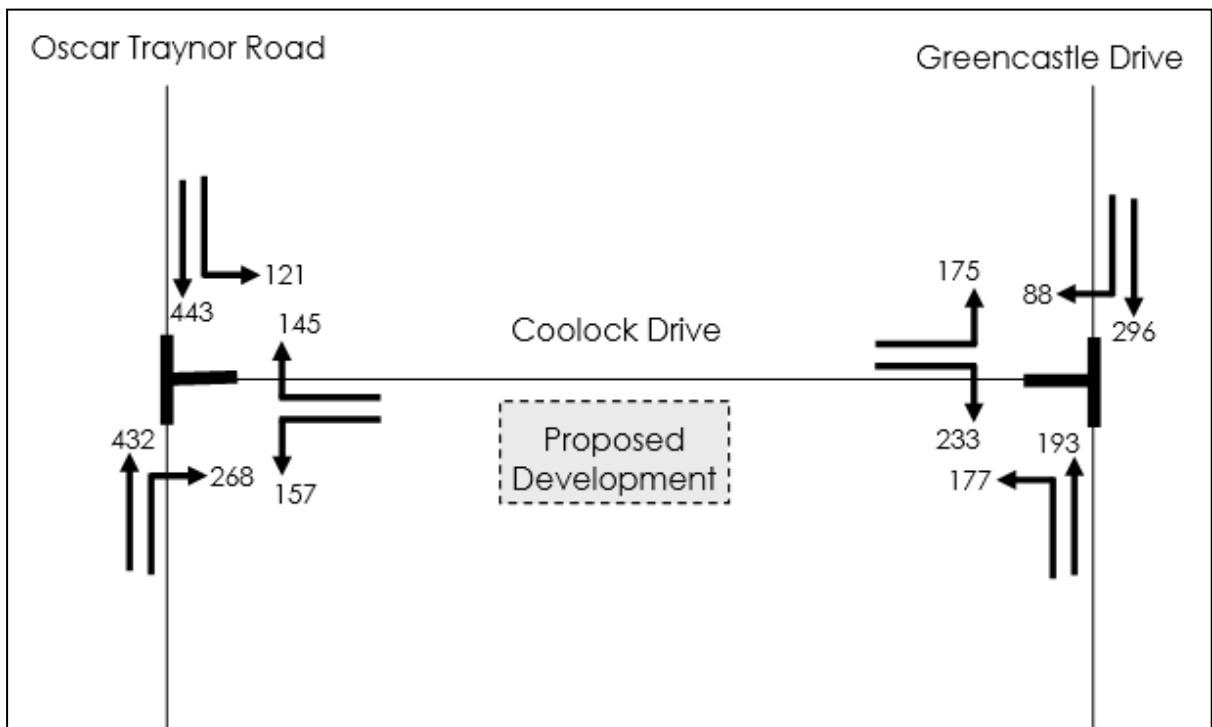 Oscar Traynor Road
Greencastle Drive
121
443
145
Coolock Drive
175
88
296
432
268
157
Proposed
Development
233
193
177